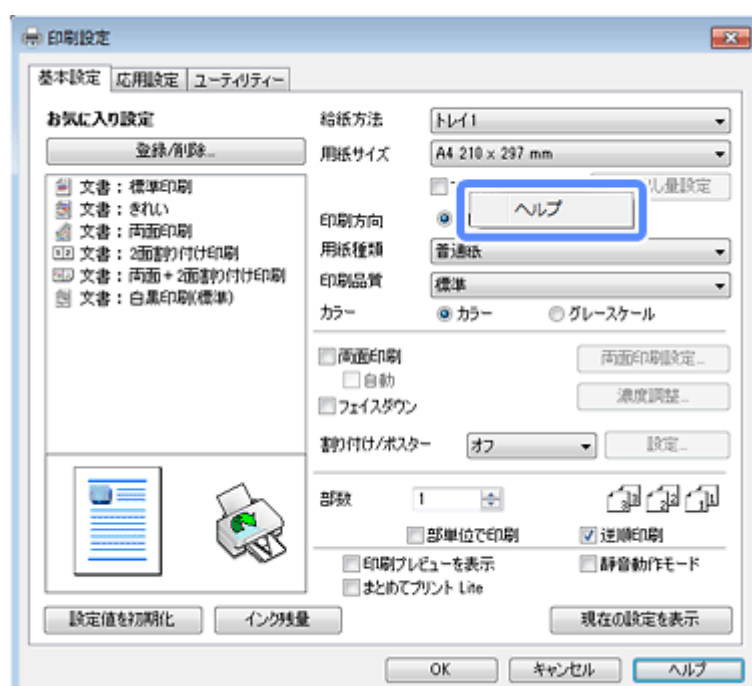 印刷設定
基本設定 応用設定 ユーティリティー
お気に入り設定
登録/削除...
文書：標準印刷
文書：きれい
文書：両面印刷
文書：2面割り付け印刷
文書：両面+2面割り付け印刷
文書：白黒印刷(標準)
給紙方法 トレイ1
用紙サイズ A4 210 x 297 mm
し量設定
ヘルプ
印刷方向
用紙種類 普通紙
印刷品質 標準
カラー カラー グレースケール
両面印刷 両面印刷設定...
自動
濃度調整...
フェイスダウン
割り付け/ポスター オフ 設定...
部数 1
部単位で印刷 逆順印刷
印刷プレビューを表示 静音動作モード
まとめてプリント Lite
設定値を初期化 インク残量 現在の設定を表示
OK キャンセル ヘルプ